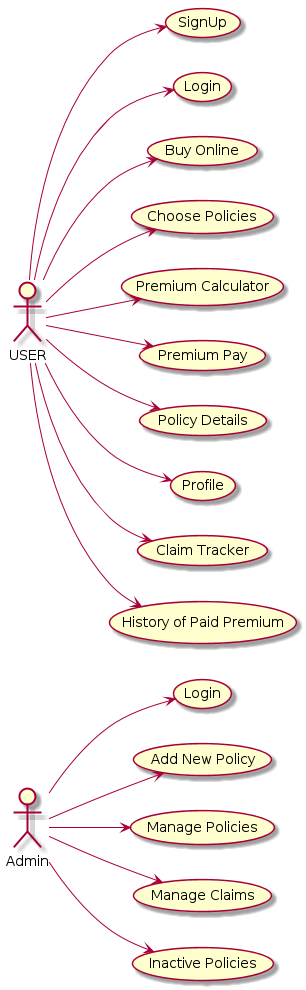 SignUp
Login
Buy Online
Choose Policies
Premium Calculator
USER
Premium Pay
Policy Details
Profile
Claim Tracker
History of Paid Premium
Login
Add New Policy
Manage Policies
Admin
Manage Claims
Inactive Policies